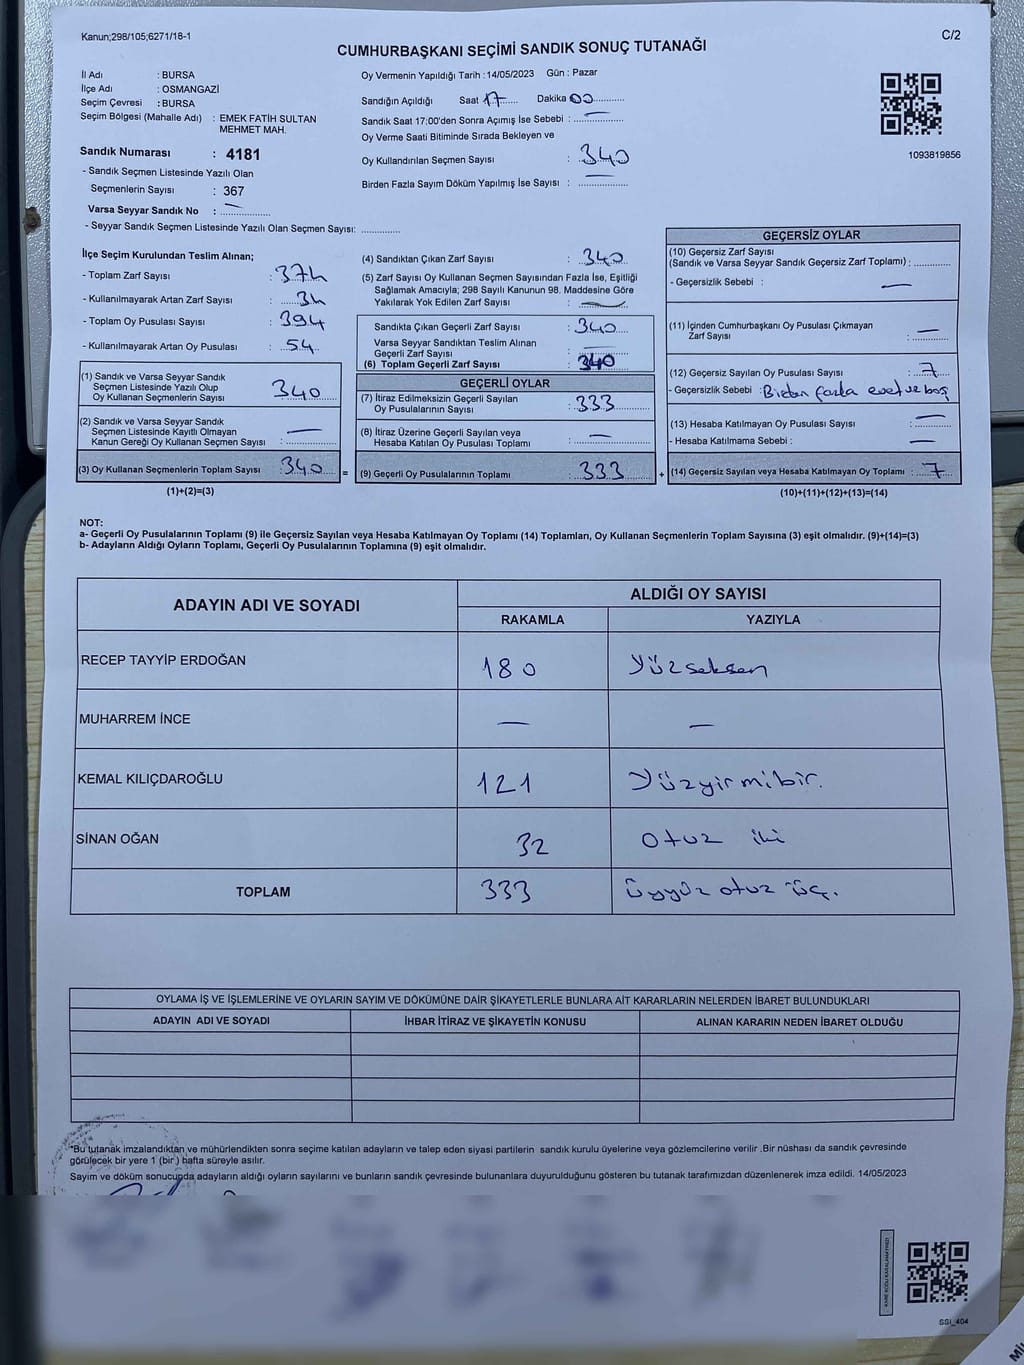 Kanun;298/105;6271/18-1
C/2
CUMHURBAŞKANI SEÇİMİ SANDIK SONUÇ TUTANAĞI
İl Adı : BURSA
İlçe Adı : OSMANGAZİ
Seçim Çevresi : BURSA
Seçim Bölgesi (Mahalle Adı) : EMEK FATİH SULTAN
MEHMET MAH.
Sandık Numarası : 4181
- Sandık Seçmen Listesinde Yazılı Olan
Seçmenlerin Sayısı : 367
Varsa Seyyar Sandık No : —
- Seyyar Sandık Seçmen Listesinde Yazılı Olan Seçmen Sayısı: ..............
Oy Vermenin Yapıldığı Tarih : 14/05/2023 Gün : Pazar
Sandığın Açıldığı Saat 17 Dakika 00
Sandık Saat 17:00'den Sonra Açımış İse Sebebi : —
Oy Verme Saati Bitiminde Sırada Bekleyen ve
Oy Kullandırılan Seçmen Sayısı : 340
Birden Fazla Sayım Döküm Yapılmış İse Sayısı : —
1093819856
İlçe Seçim Kurulundan Teslim Alınan;
- Toplam Zarf Sayısı : 374
- Kullanılmayarak Artan Zarf Sayısı : 34
- Toplam Oy Pusulası Sayısı : 394
- Kullanılmayarak Artan Oy Pusulası : 54
(1) Sandık ve Varsa Seyyar Sandık
Seçmen Listesinde Yazılı Olup
Oy Kullanan Seçmenlerin Sayısı : 340
(2) Sandık ve Varsa Seyyar Sandık
Seçmen Listesinde Kayıtlı Olmayan
Kanun Gereği Oy Kullanan Seçmen Sayısı : —
(3) Oy Kullanan Seçmenlerin Toplam Sayısı : 340 =
(1)+(2)=(3)
(4) Sandıktan Çıkan Zarf Sayısı : 340
(5) Zarf Sayısı Oy Kullanan Seçmen Sayısından Fazla İse, Eşitliği
Sağlamak Amacıyla; 298 Sayılı Kanunun 98. Maddesine Göre
Yakılarak Yok Edilen Zarf Sayısı : —
Sandıkta Çıkan Geçerli Zarf Sayısı : 340
Varsa Seyyar Sandıktan Teslim Alınan
Geçerli Zarf Sayısı : —
(6) Toplam Geçerli Zarf Sayısı : 340
GEÇERLİ OYLAR
(7) İtiraz Edilmeksizin Geçerli Sayılan
Oy Pusulalarının Sayısı : 333
(8) İtiraz Üzerine Geçerli Sayılan veya
Hesaba Katılan Oy Pusulası Toplamı : —
(9) Geçerli Oy Pusulalarının Toplamı : 333 +
GEÇERSİZ OYLAR
(10) Geçersiz Zarf Sayısı
(Sandık ve Varsa Seyyar Sandık Geçersiz Zarf Toplamı) : ..............
- Geçersizlik Sebebi : —
(11) İçinden Cumhurbaşkanı Oy Pusulası Çıkmayan
Zarf Sayısı : —
(12) Geçersiz Sayılan Oy Pusulası Sayısı : 7
- Geçersizlik Sebebi : Birden fazla evet ve boş
(13) Hesaba Katılmayan Oy Pusulası Sayısı : —
- Hesaba Katılmama Sebebi : —
(14) Geçersiz Sayılan veya Hesaba Katılmayan Oy Toplamı : 7
(10)+(11)+(12)+(13)=(14)
NOT:
a- Geçerli Oy Pusulalarının Toplamı (9) ile Geçersiz Sayılan veya Hesaba Katılmayan Oy Toplamı (14) Toplamları, Oy Kullanan Seçmenlerin Toplam Sayısına (3) eşit olmalıdır. (9)+(14)=(3)
b- Adayların Aldığı Oyların Toplamı, Geçerli Oy Pusulalarının Toplamına (9) eşit olmalıdır.
ADAYIN ADI VE SOYADI ALDIĞI OY SAYISI
RAKAMLA YAZIYLA
RECEP TAYYİP ERDOĞAN 180 Yüzseksen
MUHARREM İNCE — —
KEMAL KILIÇDAROĞLU 121 Yüzyirmibir.
SİNAN OĞAN 32 Otuz iki
TOPLAM 333 Üçyüz otuz üç.
OYLAMA İŞ VE İŞLEMLERİNE VE OYLARIN SAYIM VE DÖKÜMÜNE DAİR ŞİKAYETLERLE BUNLARA AİT KARARLARIN NELERDEN İBARET BULUNDUKLARI
ADAYIN ADI VE SOYADI İHBAR İTİRAZ VE ŞİKAYETİN KONUSU ALINAN KARARIN NEDEN İBARET OLDUĞU
*Bu tutanak imzalandıktan ve mühürlendikten sonra seçime katılan adayların ve talep eden siyasi partilerin sandık kurulu üyelerine veya gözlemcilerine verilir .Bir nüshası da sandık çevresinde
görülecek bir yere 1 (bir ) hafta süreyle asılır.
Sayım ve döküm sonucunda adayların aldığı oyların sayılarını ve bunların sandık çevresinde bulunanlara duyurulduğunu gösteren bu tutanak tarafımızdan düzenlenerek imza edildi. 14/05/2023
SSI_404